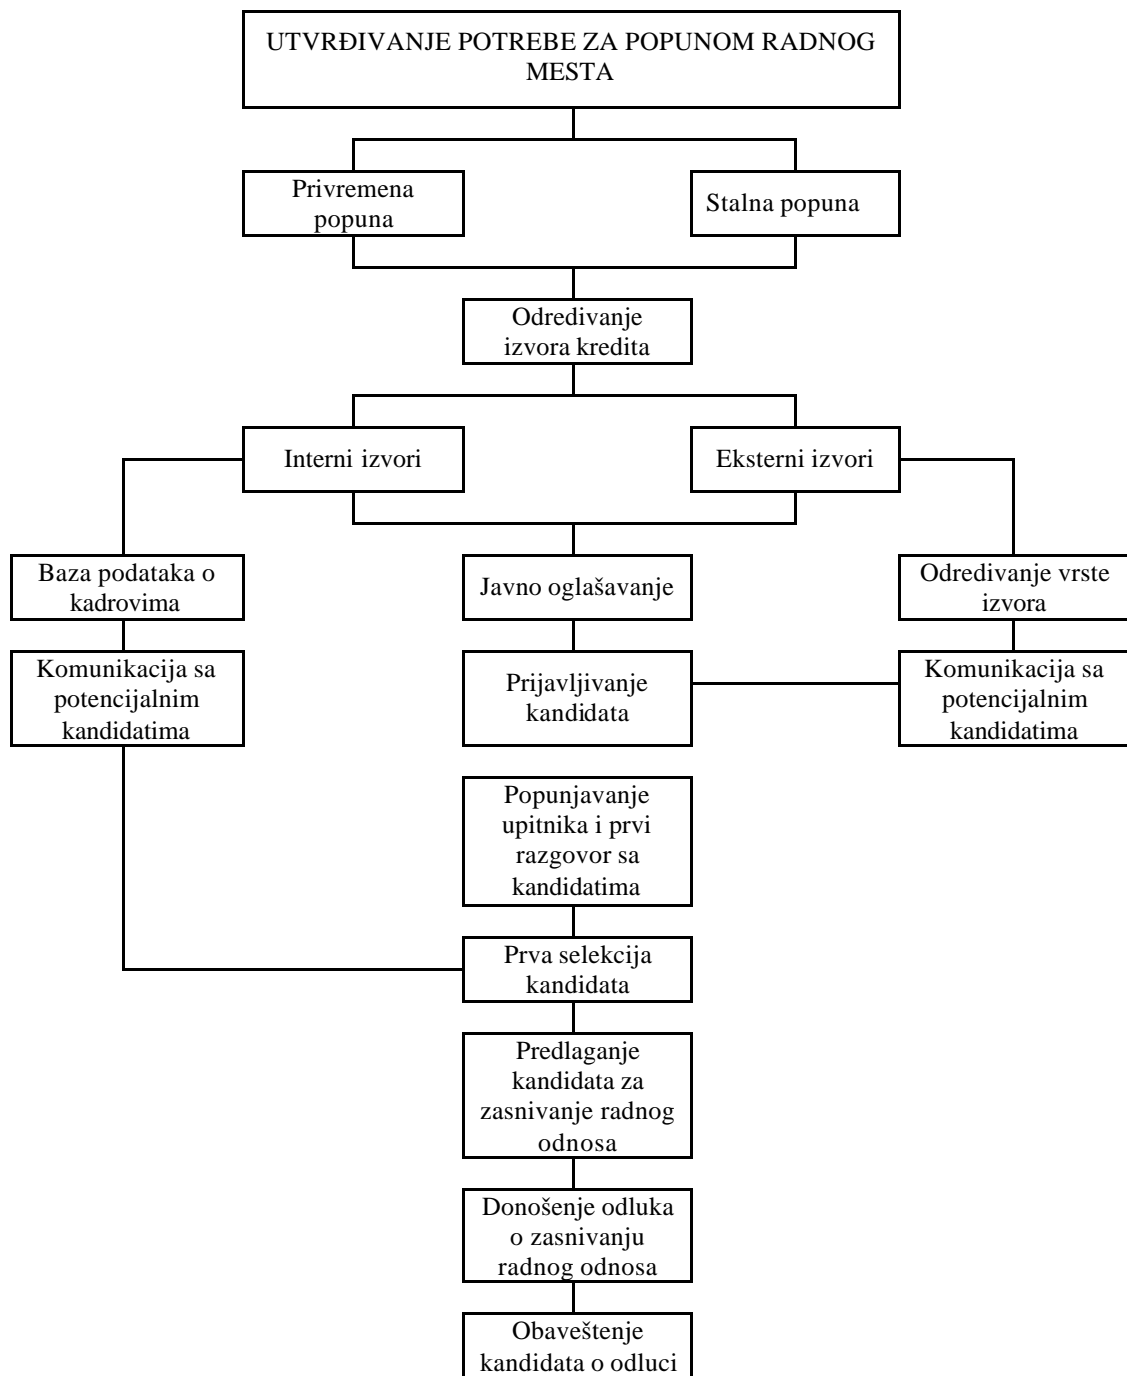 UTVRĐIVANJE POTREBE ZA POPUNOM RADNOG
MESTA
Privremena
popuna
Stalna popuna
Odredivanje
izvora kredita
Interni izvori
Eksterni izvori
Baza podataka o
kadrovima
Javno oglašavanje
Odredivanje vrste
izvora
Komunikacija sa
potencijalnim
kandidatima
Prijavljivanje
kandidata
Komunikacija sa
potencijalnim
kandidatima
Popunjavanje
upitnika i prvi
razgovor sa
kandidatima
Prva selekcija
kandidata
Predlaganje
kandidata za
zasnivanje radnog
odnosa
Donošenje odluka
o zasnivanju
radnog odnosa
Obaveštenje
kandidata o odluci